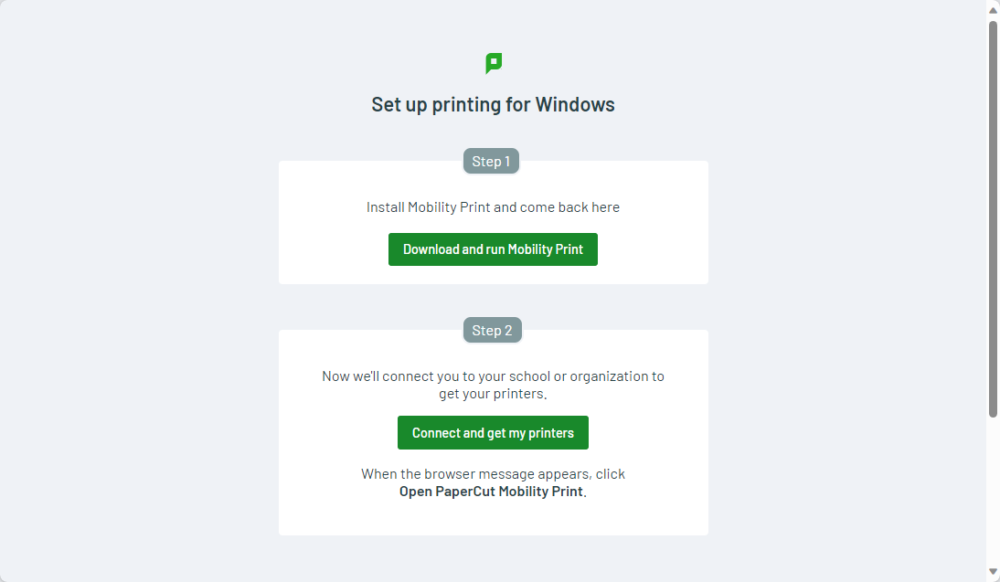 Set up printing for Windows
Step 1
Install Mobility Print and come back here
Download and run Mobility Print
Step 2
Now we'll connect you to your school or organization to
get your printers.
Connect and get my printers
When the browser message appears, click
Open PaperCut Mobility Print.